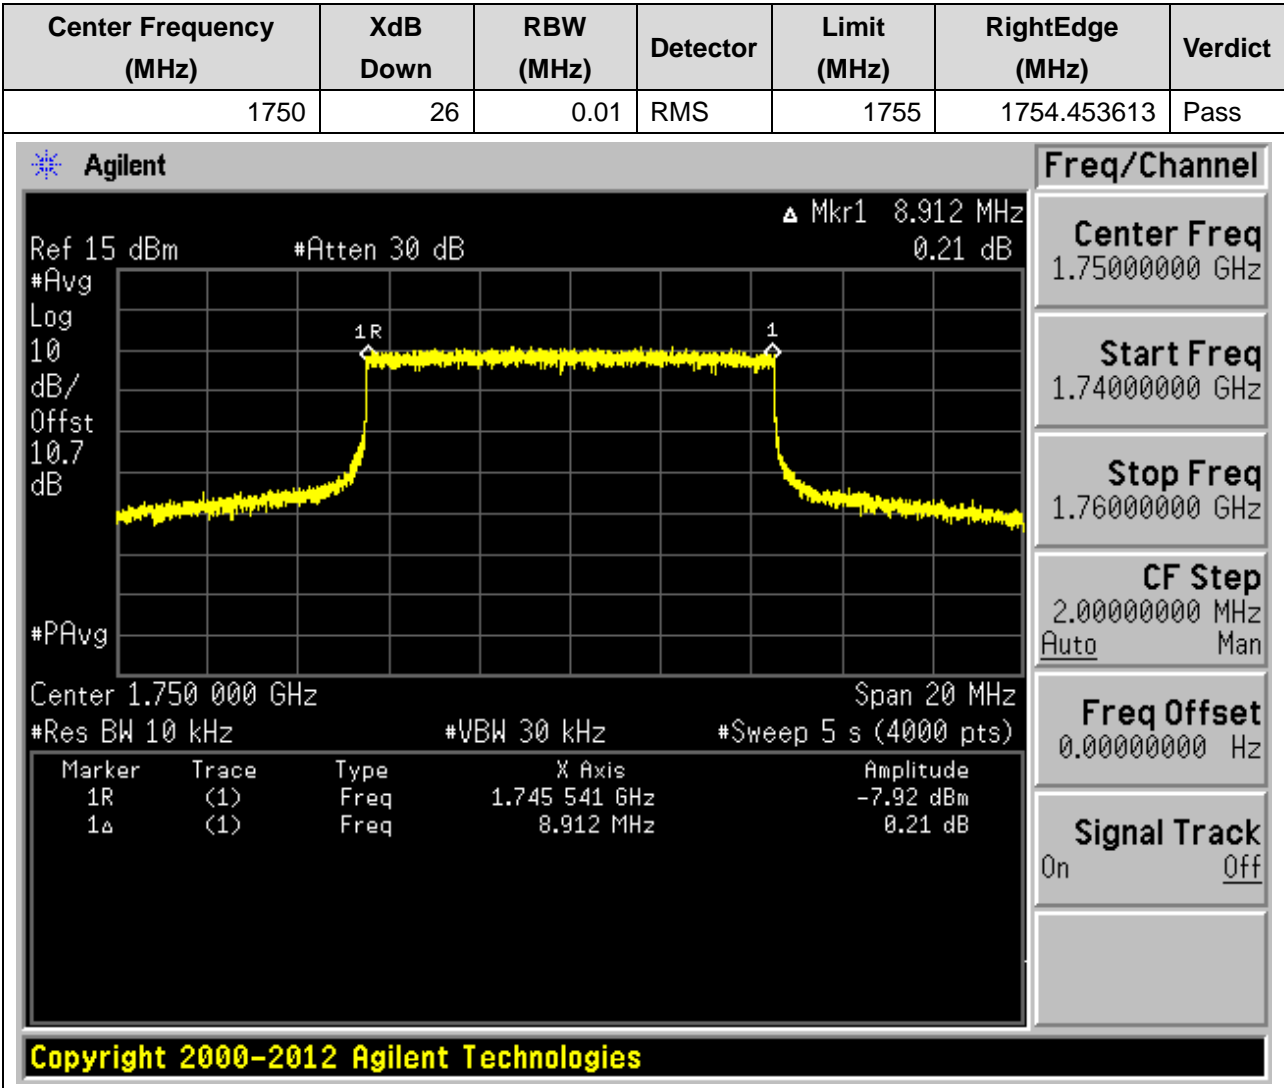 Center Frequency (MHz) XdB Down RBW (MHz) Detector Limit (MHz) RightEdge (MHz) Verdict
1750 26 0.01 RMS 1755 1754.453613 Pass
Agilent
Freq/Channel
Δ Mkr1 8.912 MHz
Ref 15 dBm #Atten 30 dB 0.21 dB
#Avg
Log
10
dB/
Offst
10.7
dB
#PAvg
1R
1
Center 1.750 000 GHz Span 20 MHz
#Res BW 10 kHz #VBW 30 kHz #Sweep 5 s (4000 pts)
Marker Trace Type X Axis Amplitude
1R (1) Freq 1.745 541 GHz -7.92 dBm
1Δ (1) Freq 8.912 MHz 0.21 dB
Center Freq
1.75000000 GHz
Start Freq
1.74000000 GHz
Stop Freq
1.76000000 GHz
CF Step
2.00000000 MHz
Auto Man
Freq Offset
0.00000000 Hz
Signal Track
On Off
Copyright 2000-2012 Agilent Technologies